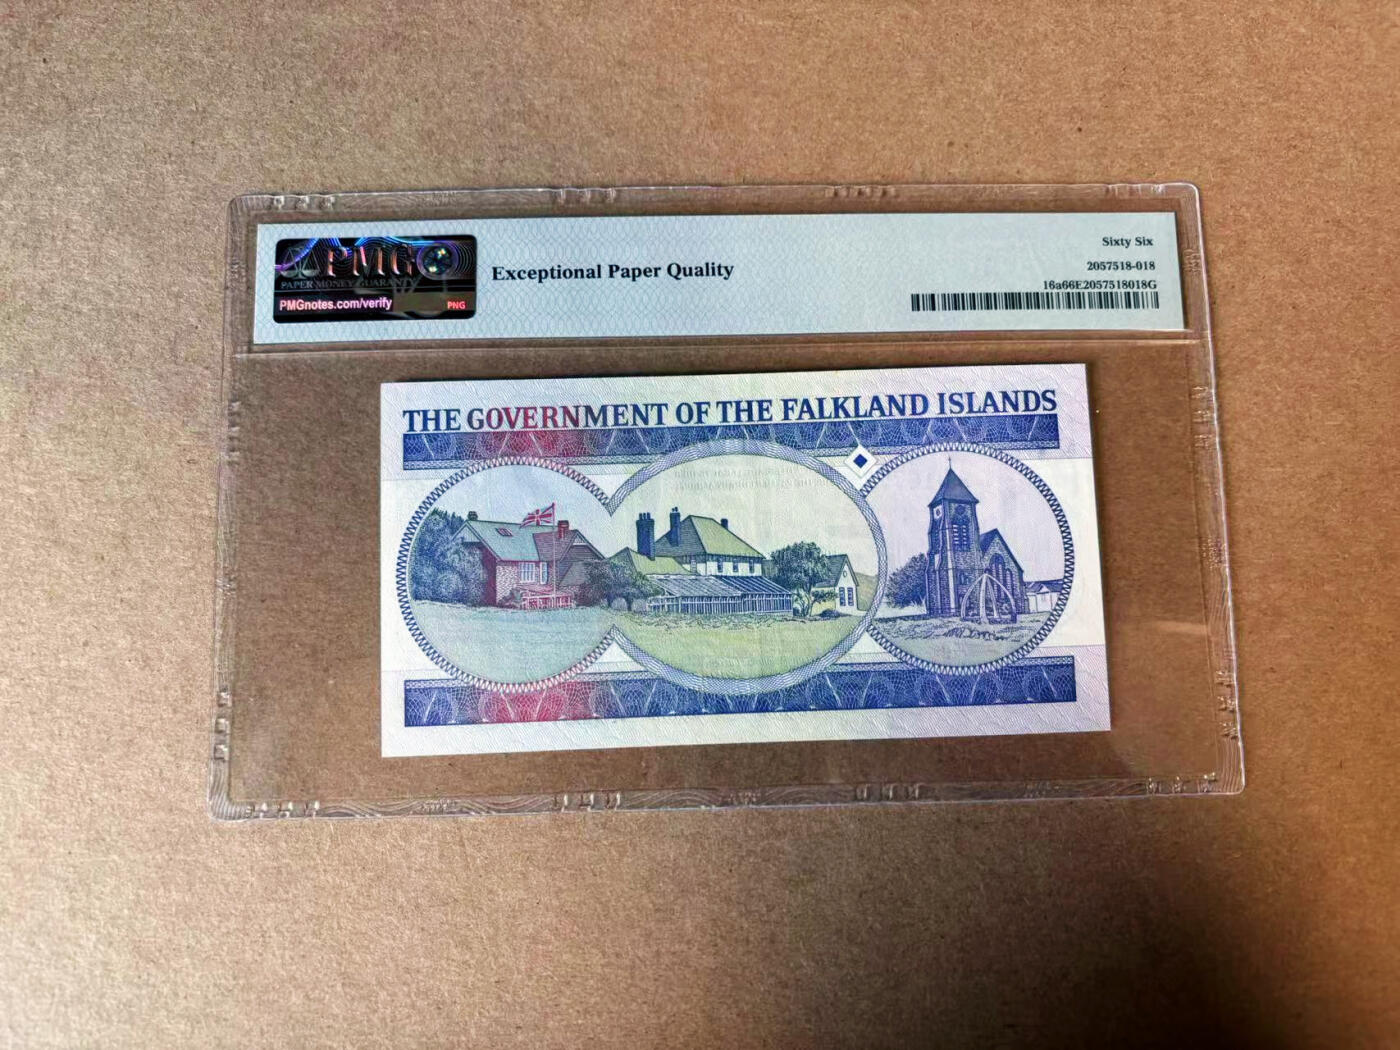 PMG
PAPER MONEY GUARANTY
PMGnotes.com/verify
PNG
Exceptional Paper Quality
Sixty Six
2057518-018
16a66E2057518018G
THE GOVERNMENT OF THE FALKLAND ISLANDS